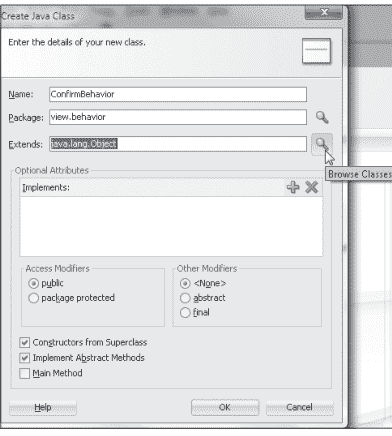 Create Java Class
Enter the details of your new class.
Name: ConfirmBehavior
Package: view.behavior
Extends: java.lang.Object
Browse Classes
Optional Attributes
Implements:
Access Modifiers
public
package protected
Other Modifiers
<None>
abstract
final
Constructors from Superclass
Implement Abstract Methods
Main Method
Help
OK
Cancel